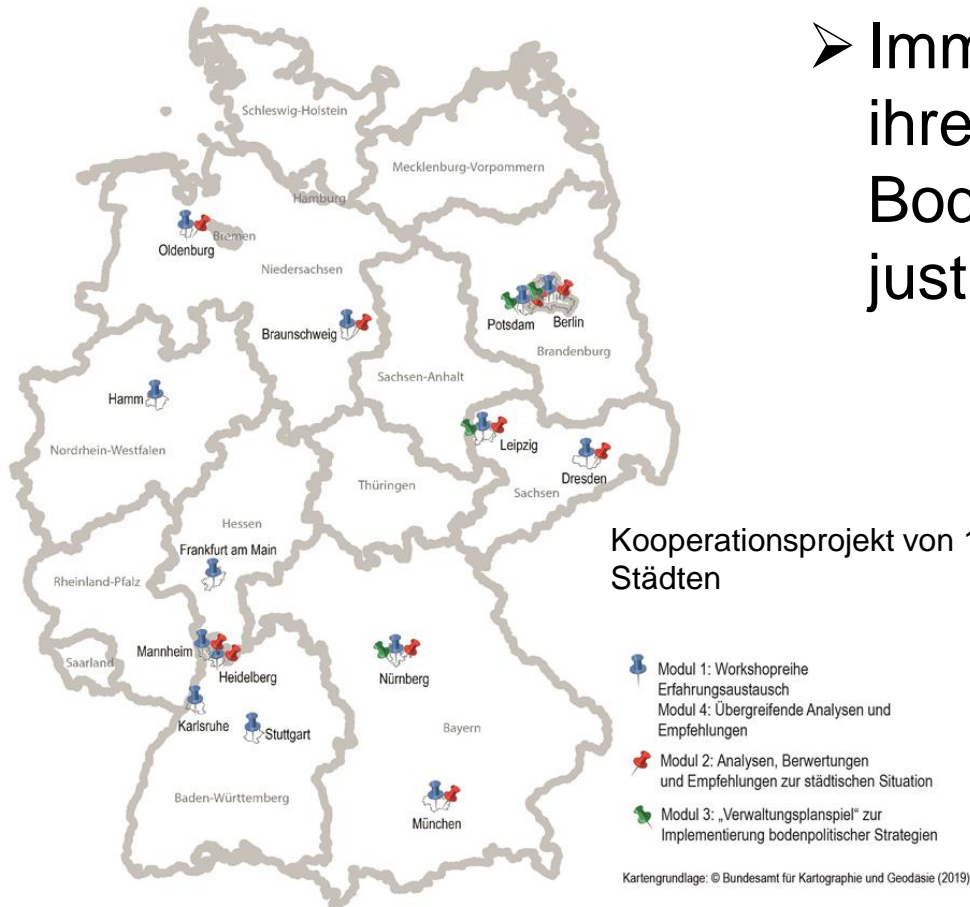 ➢ Imm
ihre
Bod
just
Schleswig-Holstein
Mecklenburg-Vorpommern
Hamburg
Bremen
Oldenburg
Niedersachsen
Braunschweig
Potsdam
Berlin
Brandenburg
Sachsen-Anhalt
Hamm
Nordrhein-Westfalen
Leipzig
Dresden
Sachsen
Thüringen
Hessen
Frankfurt am Main
Rheinland-Pfalz
Saarland
Mannheim
Heidelberg
Nürnberg
Karlsruhe
Stuttgart
Bayern
Baden-Württemberg
München
Kooperationsprojekt von 1
Städten
Modul 1: Workshopreihe
Erfahrungsaustausch
Modul 4: Übergreifende Analysen und
Empfehlungen
Modul 2: Analysen, Berwertungen
und Empfehlungen zur städtischen Situation
Modul 3: „Verwaltungsplanspiel“ zur
Implementierung bodenpolitischer Strategien
Kartengrundlage: © Bundesamt für Kartographie und Geodäsie (2019)